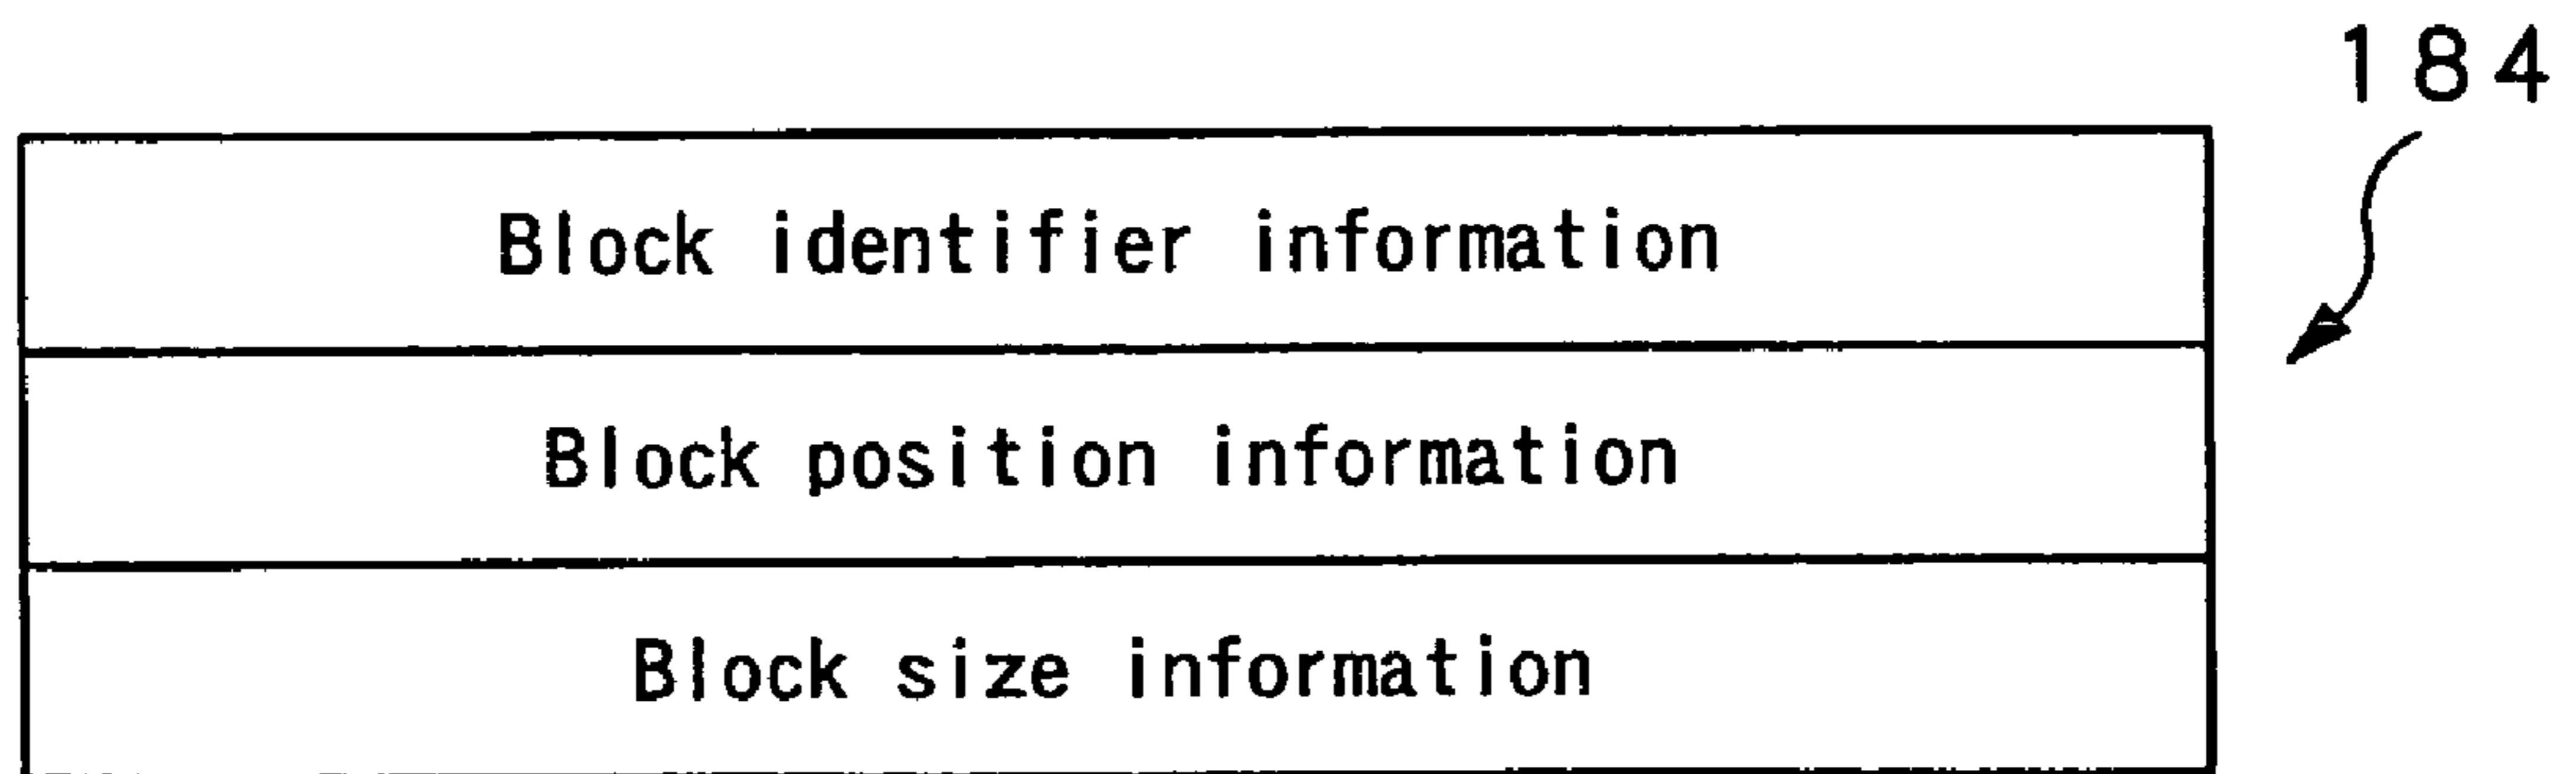 184
Block identifier information
Block position information
Block size information